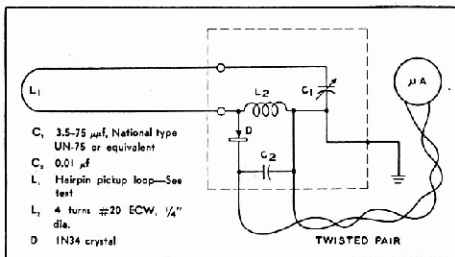 L₁
L₂
C₁
μA
D
C₂
C₁ 3.5-75 μμf, National type
UN-75 or equivalent
C₂ 0.01 μf
L₁ Hairpin pickup loop—See
text
L₂ 4 turns #20 ECW, 1/4"
dia.
D 1N34 crystal
TWISTED PAIR